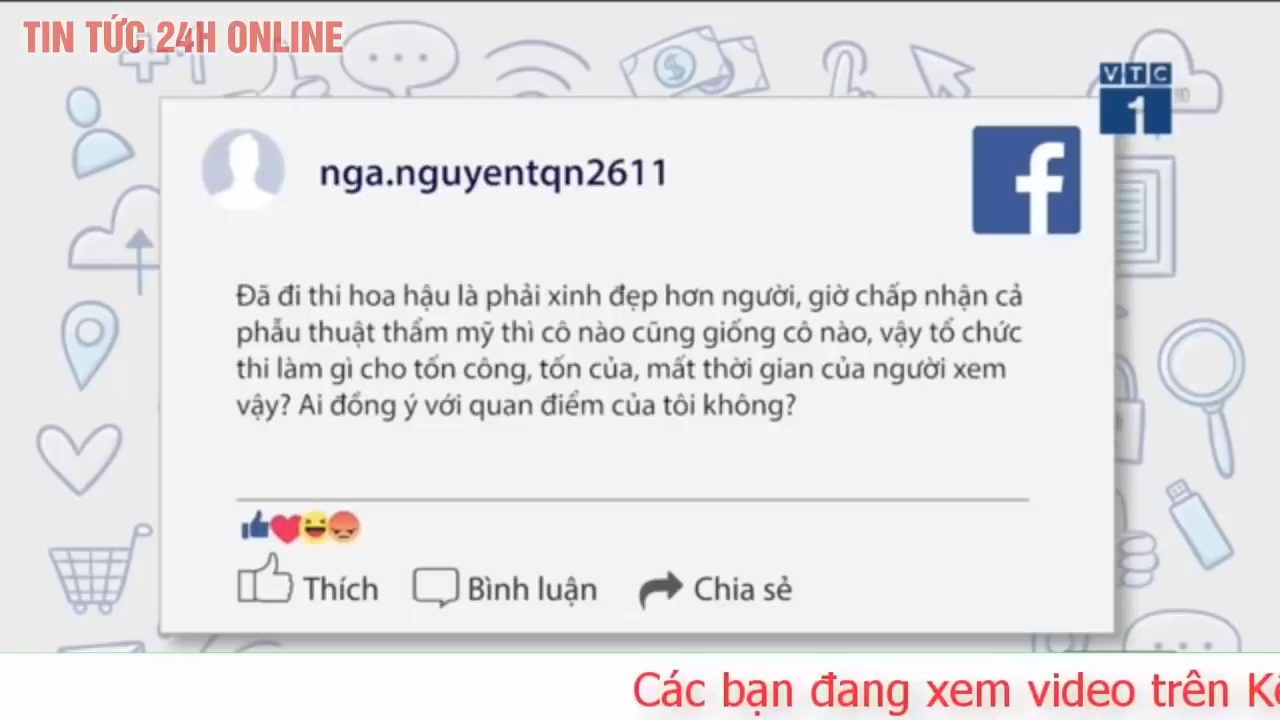 TIN TỨC 24H ONLINE
VTC
1
nga.nguyentqn2611
f
Đã đi thi hoa hậu là phải xinh đẹp hơn người, giờ chấp nhận cả
phẫu thuật thẩm mỹ thì cô nào cũng giống cô nào, vậy tổ chức
thi làm gì cho tốn công, tốn của, mất thời gian của người xem
vậy? Ai đồng ý với quan điểm của tôi không?
Thích Bình luận Chia sẻ
Các bạn đang xem video trên